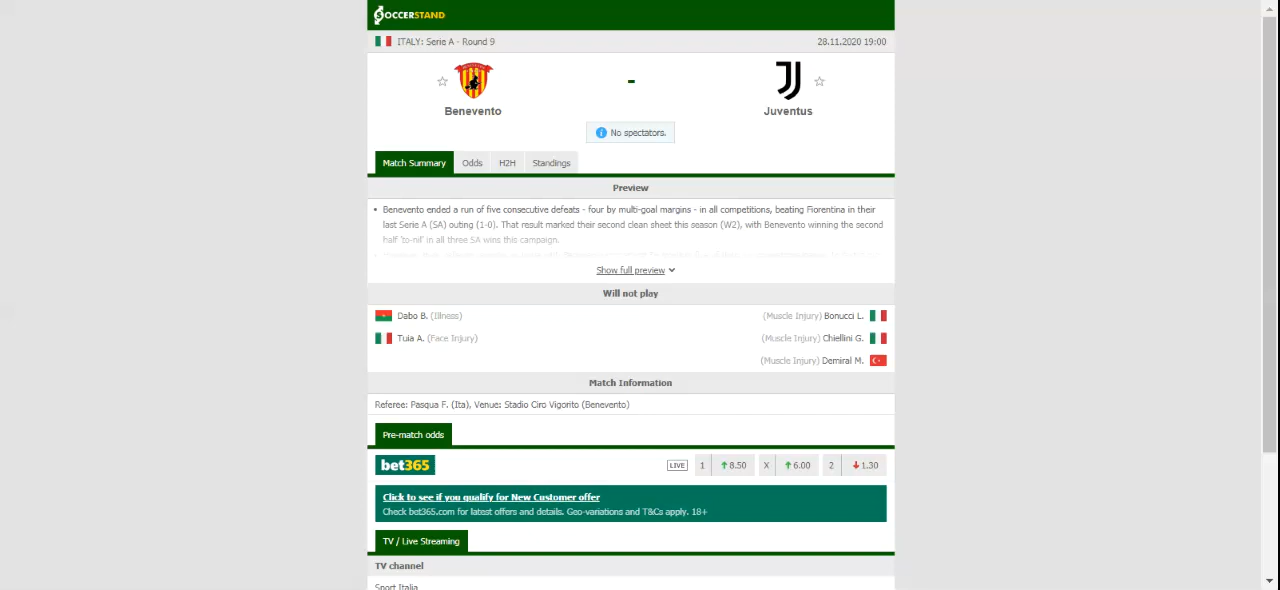 SOCCERSTAND
ITALY: Serie A - Round 9 28.11.2020 19:00
-
Benevento Juventus
No spectators.
Match Summary Odds H2H Standings
Preview
• Benevento ended a run of five consecutive defeats - four by multi-goal margins - in all competitions, beating Fiorentina in their
last Serie A (SA) outing (1-0). That result marked their second clean sheet this season (W2), with Benevento winning the second
half 'to-nil' in all three SA wins this campaign.
Show full preview
Will not play
Dabo B. (Illness) (Muscle Injury) Bonucci L.
Tuia A. (Face Injury) (Muscle Injury) Chiellini G.
(Muscle Injury) Demiral M.
Match Information
Referee: Pasqua F. (Ita), Venue: Stadio Ciro Vigorito (Benevento)
Pre-match odds
bet365 LIVE 1 8.50 X 6.00 2 1.30
Click to see if you qualify for New Customer offer
Check bet365.com for latest offers and details. Geo-variations and T&Cs apply. 18+
TV / Live Streaming
TV channel
Sport Italia